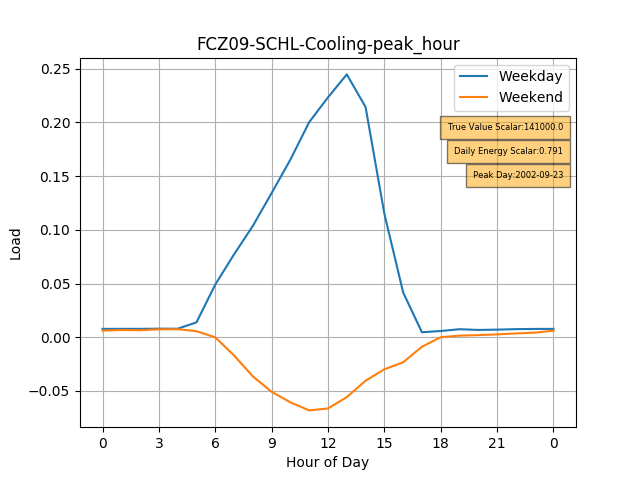 FCZ09-SCHL-Cooling-peak_hour
Weekday
Weekend
True Value Scalar:141000.0
Daily Energy Scalar:0.791
Peak Day:2002-09-23
0.25
0.20
0.15
0.10
0.05
0.00
−0.05
Load
0 3 6 9 12 15 18 21 0
Hour of Day